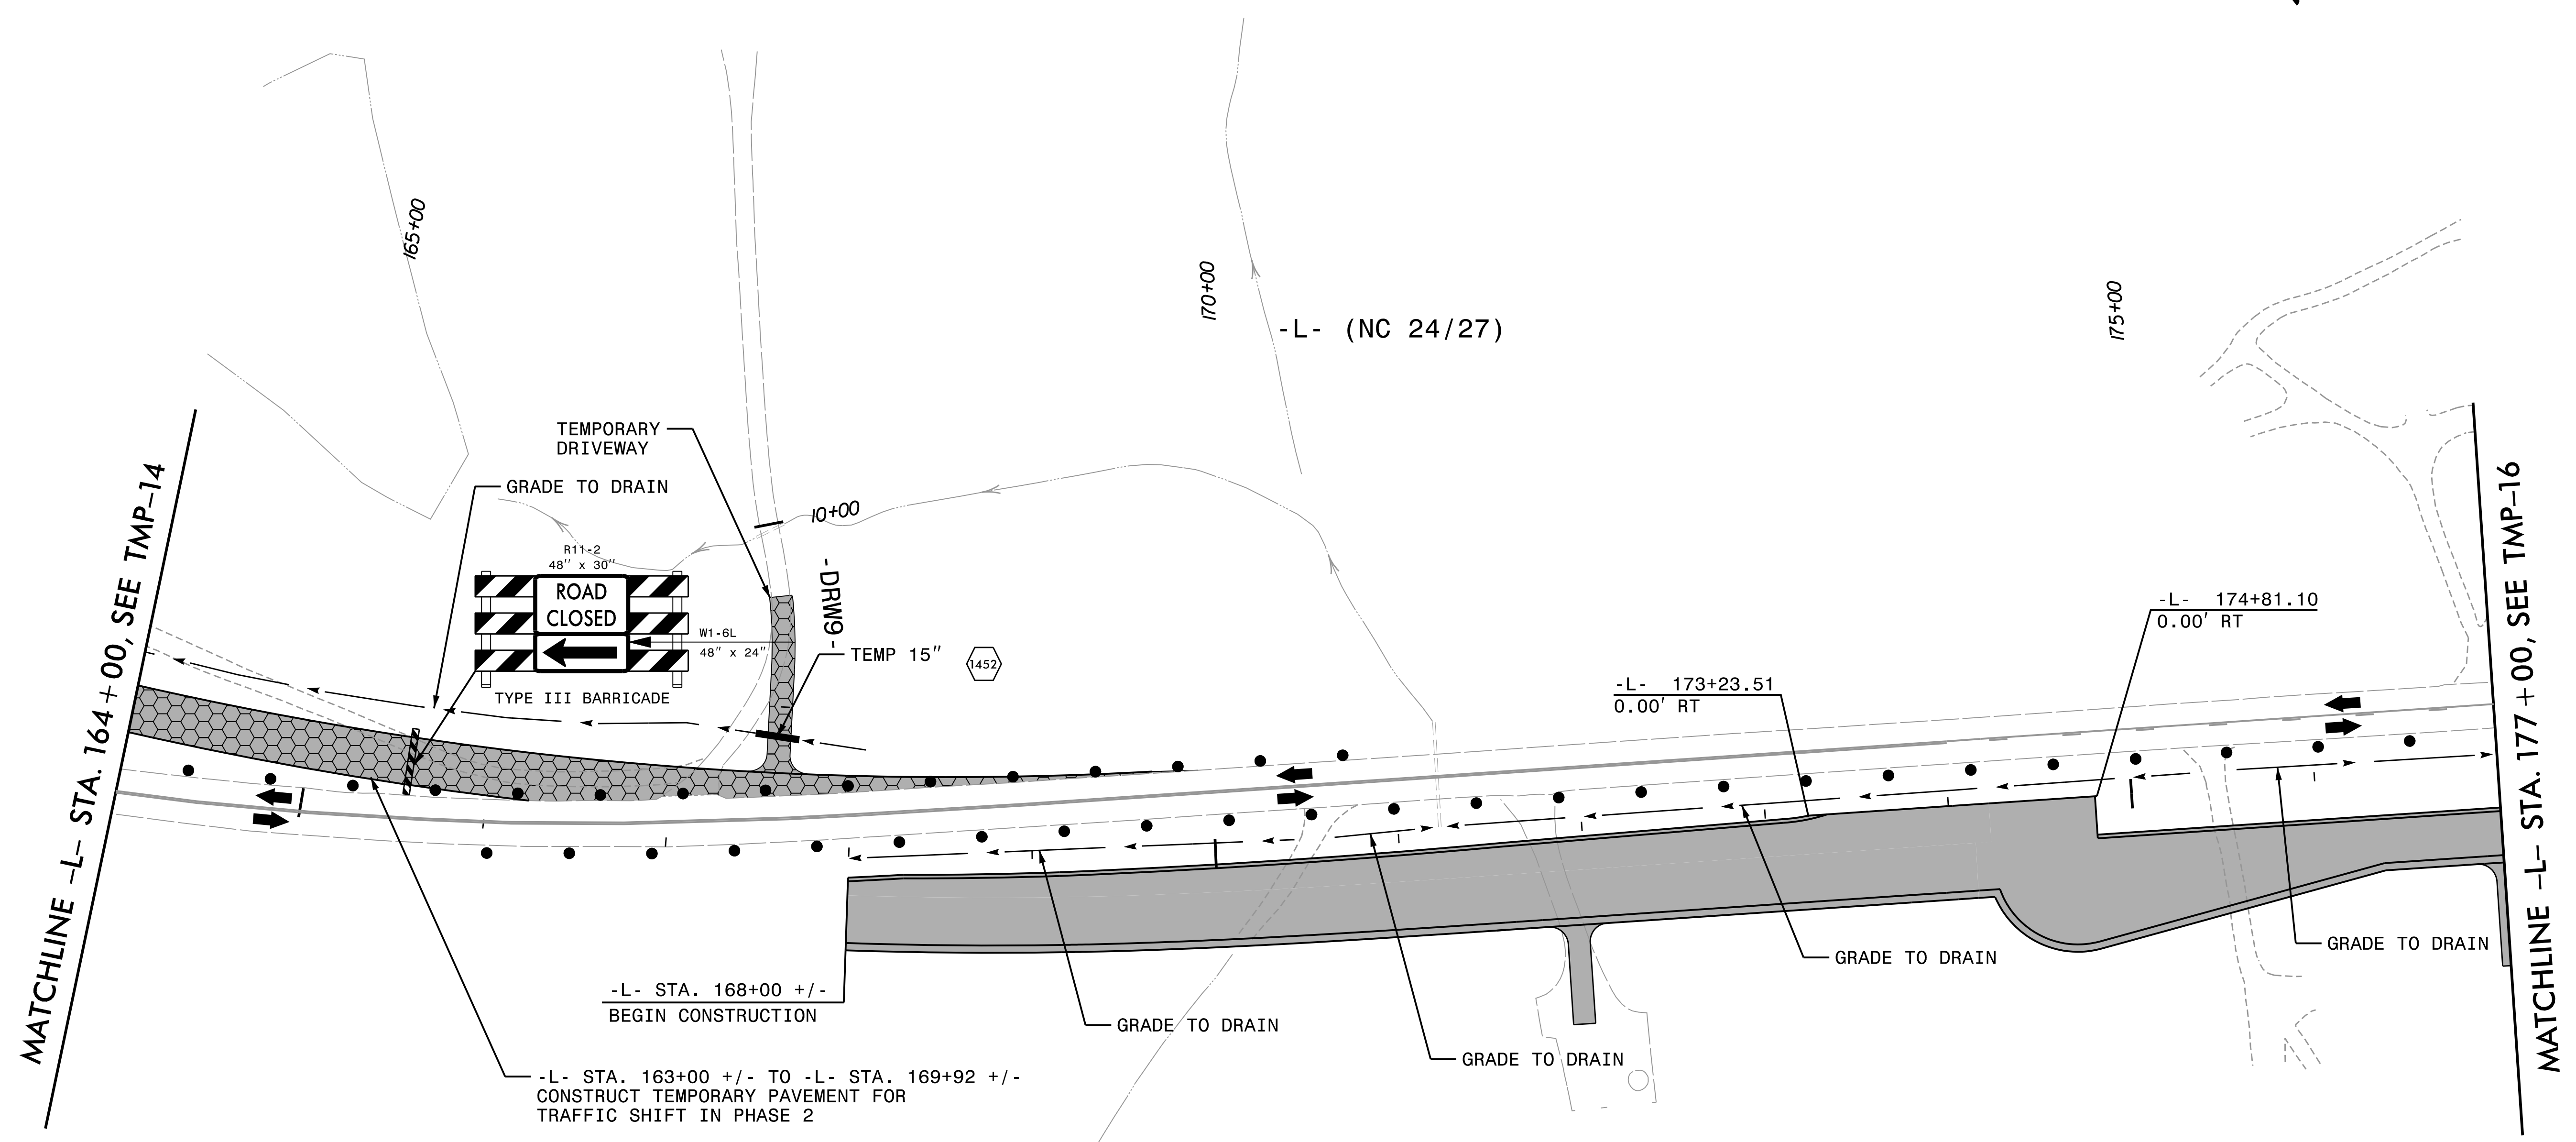 165+00
170+00
175+00
-L- (NC 24/27)
MATCHLINE -L- STA. 164+00, SEE TMP-14
MATCHLINE -L- STA. 177+00, SEE TMP-16
TEMPORARY
DRIVEWAY
GRADE TO DRAIN
10+00
-DRW9-
R11-2
48" x 30"
ROAD
CLOSED
W1-6L
48" x 24"
TYPE III BARRICADE
TEMP 15"
1452
-L- 174+81.10
0.00' RT
-L- 173+23.51
0.00' RT
GRADE TO DRAIN
GRADE TO DRAIN
-L- STA. 168+00 +/-
BEGIN CONSTRUCTION
GRADE TO DRAIN
GRADE TO DRAIN
-L- STA. 163+00 +/- TO -L- STA. 169+92 +/-
CONSTRUCT TEMPORARY PAVEMENT FOR
TRAFFIC SHIFT IN PHASE 2